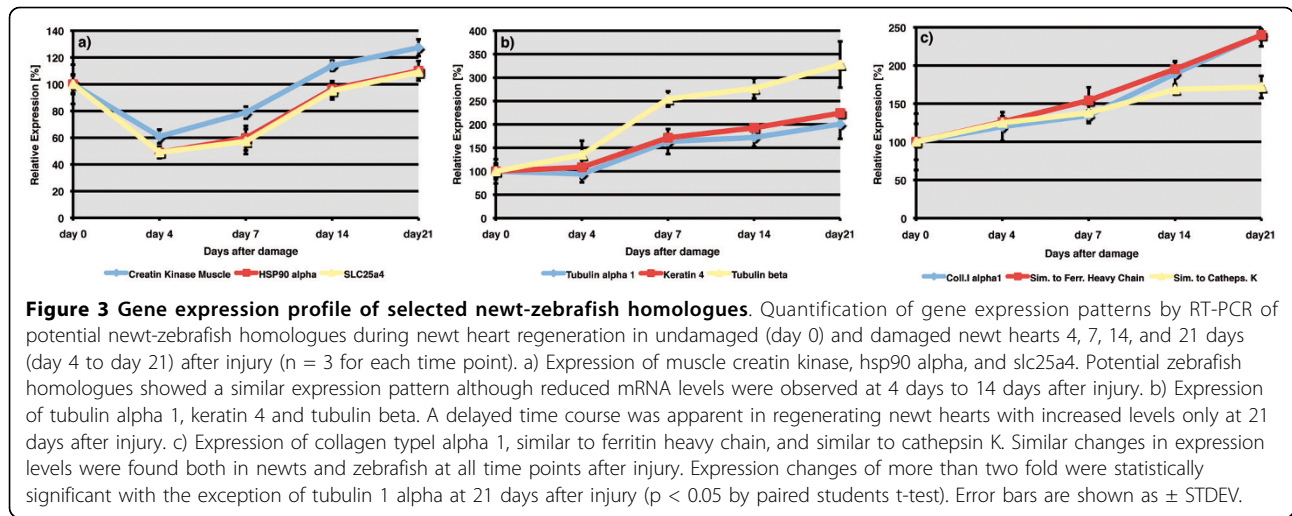 a)
Relative Expression [%]
140
120
100
80
60
40
20
0
day 0 day 4 day 7 day 14 day21
Days after damage
Creatin Kinase Muscle HSP90 alpha SLC25a4
b)
Relative Expression [%]
400
350
300
250
200
150
100
50
0
day 0 day 4 day 7 day 14 day21
Days after damage
Tubulin alpha 1 Keratin 4 Tubulin beta
c)
Relative Expression [%]
250
200
150
100
50
0
day 0 day 4 day 7 day 14 day 21
Days after damage
Coll.I alpha1 Sim. to Ferr. Heavy Chain Sim. to Catheps. K
Figure 3 Gene expression profile of selected newt-zebrafish homologues. Quantification of gene expression patterns by RT-PCR of
potential newt-zebrafish homologues during newt heart regeneration in undamaged (day 0) and damaged newt hearts 4, 7, 14, and 21 days
(day 4 to day 21) after injury (n = 3 for each time point). a) Expression of muscle creatin kinase, hsp90 alpha, and slc25a4. Potential zebrafish
homologues showed a similar expression pattern although reduced mRNA levels were observed at 4 days to 14 days after injury. b) Expression
of tubulin alpha 1, keratin 4 and tubulin beta. A delayed time course was apparent in regenerating newt hearts with increased levels only at 21
days after injury. c) Expression of collagen typeI alpha 1, similar to ferritin heavy chain, and similar to cathepsin K. Similar changes in expression
levels were found both in newts and zebrafish at all time points after injury. Expression changes of more than two fold were statistically
significant with the exception of tubulin 1 alpha at 21 days after injury (p < 0.05 by paired students t-test). Error bars are shown as ± STDEV.